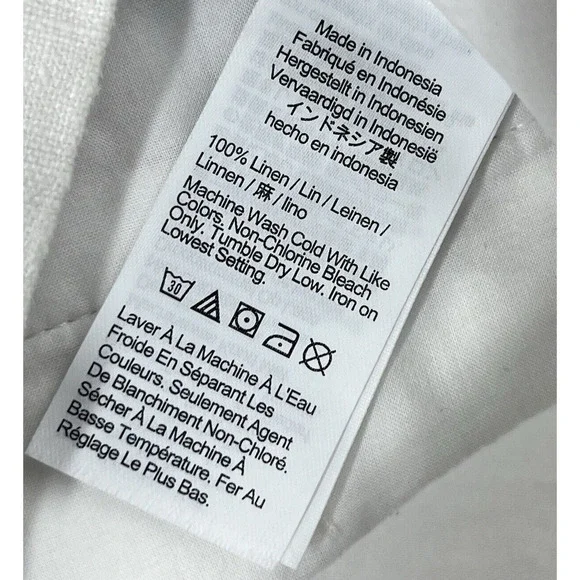 Made in Indonesia
Fabriqué en Indonésie
Hergestellt in Indonesien
Vervaardigd in Indonesië
インドネシア製
hecho en indonesia
100% Linen / Lin / Leinen /
Linnen / 麻 / lino
Machine Wash Cold With Like
Colors. Non-Chlorine Bleach
Only. Tumble Dry Low. Iron on
Lowest Setting.
30
Laver À La Machine À L'Eau
Froide En Séparant Les
Couleurs, Seulement Agent
De Blanchiment Non-Chloré.
Sécher À La Machine À
Basse Température, Fer Au
Réglage Le Plus Bas.